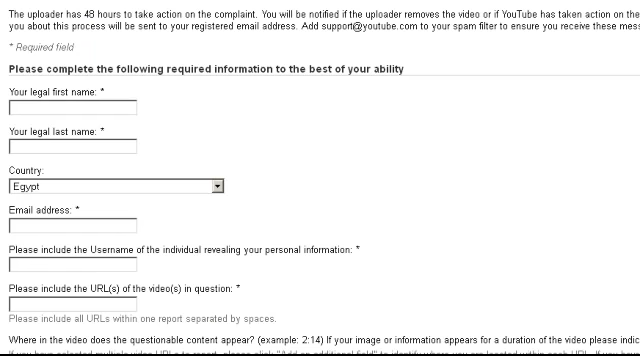 The uploader has 48 hours to take action on the complaint. You will be notified if the uploader removes the video or if YouTube has taken action on the
you about this process will be sent to your registered email address. Add support@youtube.com to your spam filter to ensure you receive these
* Required field
Please complete the following required information to the best of your ability
Your legal first name: *
Your legal last name: *
Country:
Egypt
Email address: *
Please include the Username of the individual revealing your personal information: *
Please include the URL(s) of the video(s) in question: *
Please include all URLs within one report separated by spaces.
Where in the video does the questionable content appear? (example: 2:14) If your image or information appears for a duration of the video please